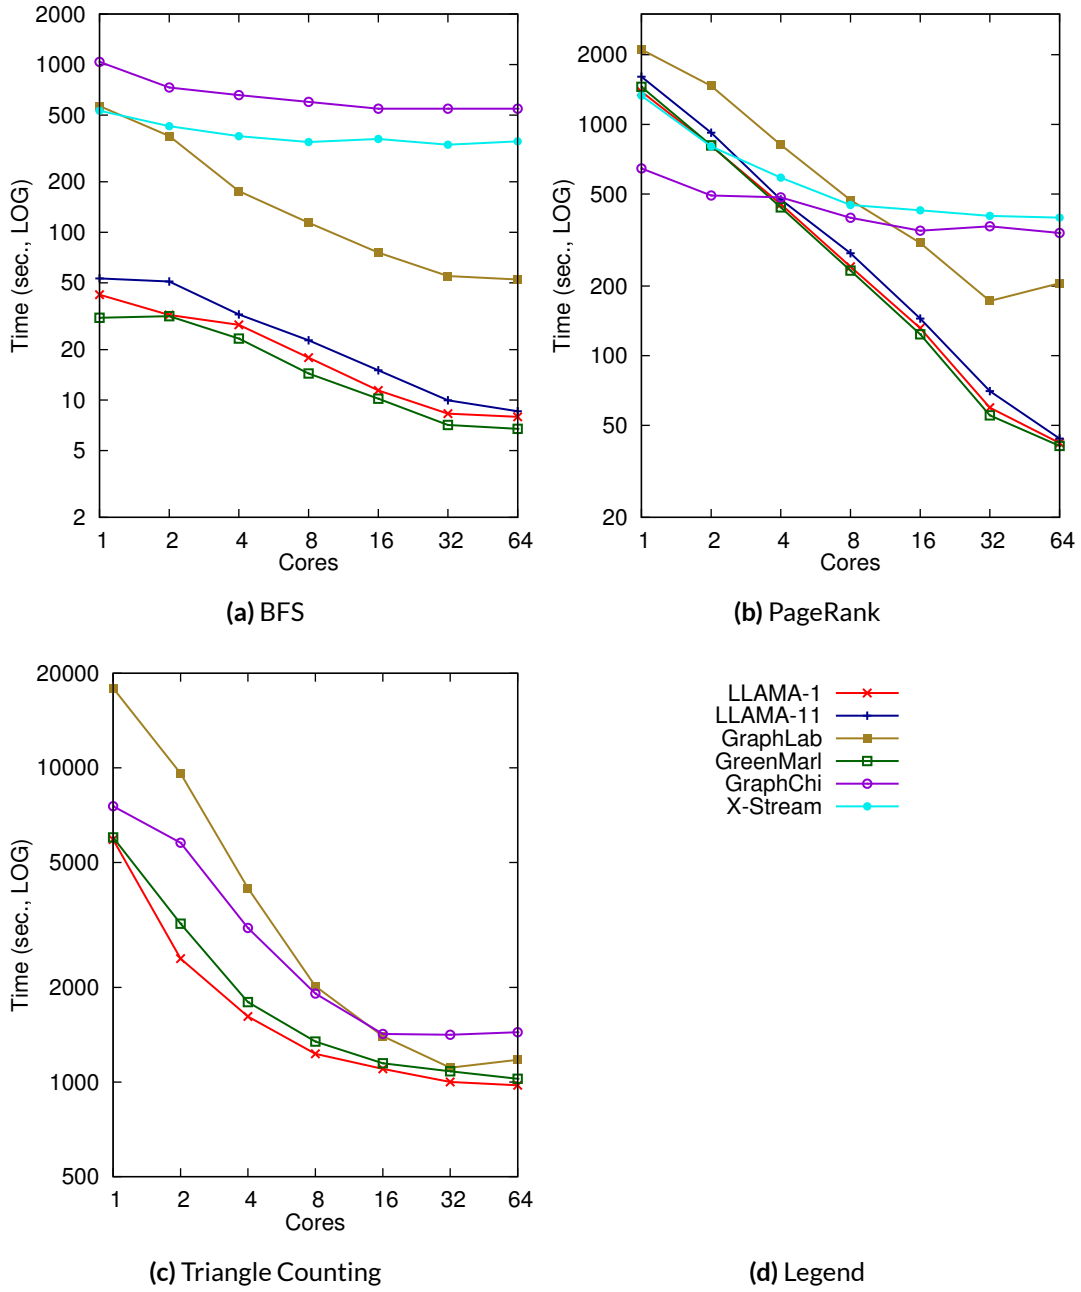 2000
1000
500
200
100
50
20
10
5
2
Time (sec., LOG)
1 2 4 8 16 32 64
Cores
(a) BFS
2000
1000
500
200
100
50
20
Time (sec., LOG)
1 2 4 8 16 32 64
Cores
(b) PageRank
20000
10000
5000
2000
1000
500
Time (sec., LOG)
1 2 4 8 16 32 64
Cores
(c) Triangle Counting
LLAMA-1
LLAMA-11
GraphLab
GreenMarl
GraphChi
X-Stream
(d) Legend